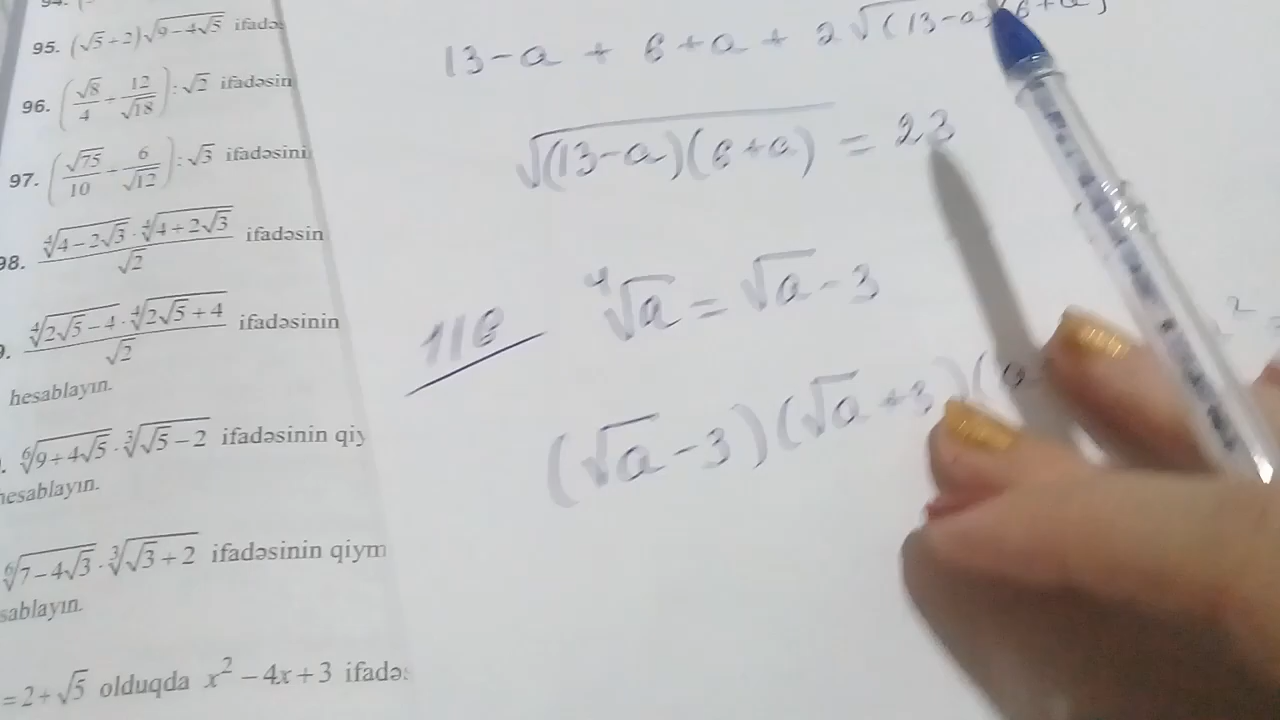 95. (√5+2)√(9−4√5) ifadəs
96. (√8/4 − 12/√18):√2 ifadəsin
97. (√75/10 − 6/√12):√3 ifadəsini
98. (∜(4−2√3)·∜(4+2√3))/√2 ifadəsin
(∜(2√5−4)·∜(2√5+4))/√2 ifadəsinin
hesablayın.
⁶√(9+4√5)·∛(√5−2) ifadəsinin qiy
hesablayın.
⁶√(7−4√3)·∛(√3+2) ifadəsinin qiym
sablayın.
=2+√5 olduqda x²−4x+3 ifadə
13−a + 6+a + 2√((13−a)(6+a)
√((13−a)(6+a)) = 23
116 ∜a = √a−3
(√a−3)(√a+3)(a